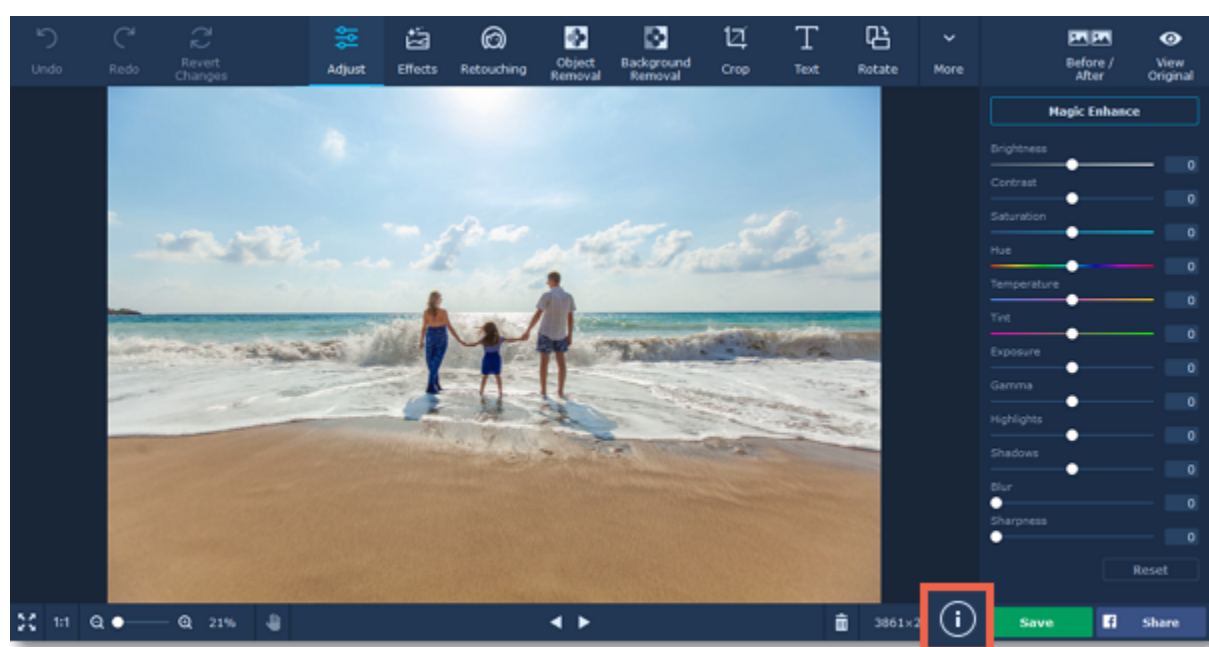 Undo
Redo
Revert
Changes
Adjust
Effects
Retouching
Object
Removal
Background
Removal
Crop
Text
Rotate
More
Before /
After
View
Original
Magic Enhance
Brightness
0
Contrast
0
Saturation
0
Hue
0
Temperature
0
Tint
0
Exposure
0
Gamma
0
Highlights
0
Shadows
0
Blur
0
Sharpness
0
Reset
1:1
21%
3861×2
i
Save
f
Share